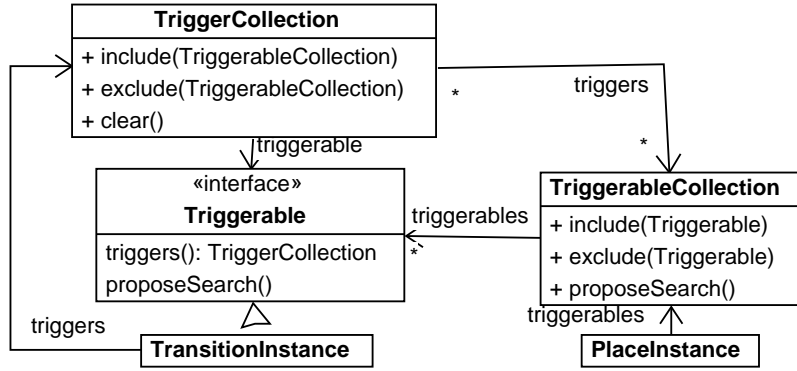 TriggerCollection
+ include(TriggerableCollection)
+ exclude(TriggerableCollection)
+ clear()
*
triggers
*
triggerable
«interface»
Triggerable
triggers(): TriggerCollection
proposeSearch()
triggerables
*
TriggerableCollection
+ include(Triggerable)
+ exclude(Triggerable)
+ proposeSearch()
triggers
triggerables
TransitionInstance
PlaceInstance